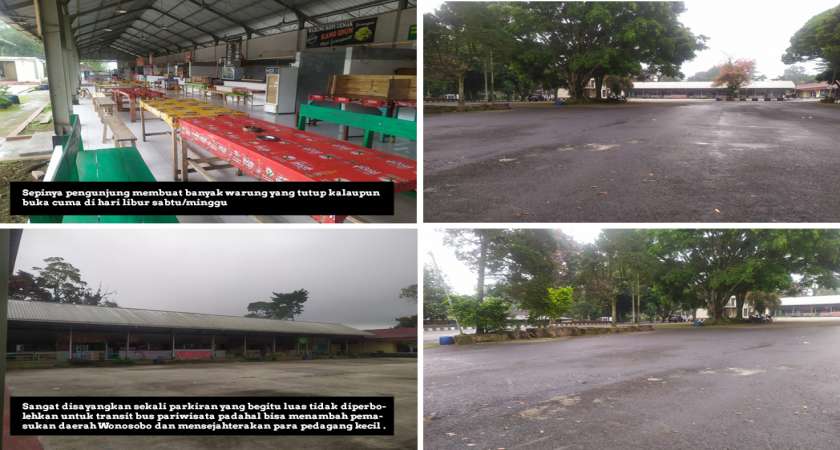 KANG IPUNG
Sepinya pengunjung membuat banyak warung yang tutup kalaupun
buka cuma di hari libur sabtu/minggu
Sangat disayangkan sekali parkiran yang begitu luas tidak diperbo-
lehkan untuk transit bus pariwisata padahal bisa menambah pema-
sukan daerah Wonosobo dan mensejahterakan para pedagang kecil .